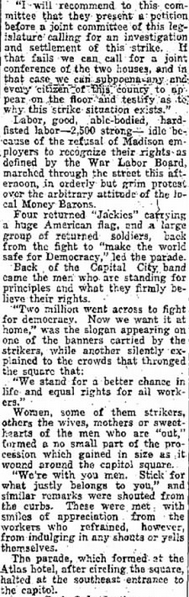 "I will recommend to this com-
mittee that they present a petition
before a joint committee of this leg-
islature calling for an investigation
and settlement of this strike. If
that fails we can call for a joint
conference of the two houses, and in
that case we can subpoena any and
every citizen of this county to ap-
pear on the floor and testify as to
why this strike situation exists."
Labor, good, able-bodied, hard-
fisted labor—2,500 strong—idle be-
cause of the refusal of Madison em-
ployers to recognize their rights as
defined by the War Labor Board,
marched through the street this aft-
ernoon, in orderly but grim protest
over the arbitrary attitude of the lo-
cal Money Barons.
Four returned "Jackies" carrying
a huge American flag, and a large
group of returned soldiers, back
from the fight to "make the world
safe for Democracy," led the parade.
Back of the Capital City band
came the men who are standing for
principles and what they firmly be-
lieve their rights.
"Two million went across to fight
for democracy. Now we want it at
home," was the slogan appearing on
one of the banners carried by the
strikers, while another silently ex-
plained to the crowds that thronged
the square that:
"We stand for a better chance in
life and equal rights for all work-
ers."
Women, some of them strikers,
others the wives, mothers or sweet-
hearts of the men who are "out,"
formed a no small part of the pro-
cession which gained in size as it
wound around the capitol square.
"We're with you men. Stick for
what justly belongs to you," and
similar remarks were shouted from
the curbs. These were met with
smiles of appreciation from the
workers who refrained, however,
from indulging in any shouts or yells
themselves.
The parade, which formed at the
Atlas hotel, after circling the square,
halted at the southeast entrance to
the capitol.